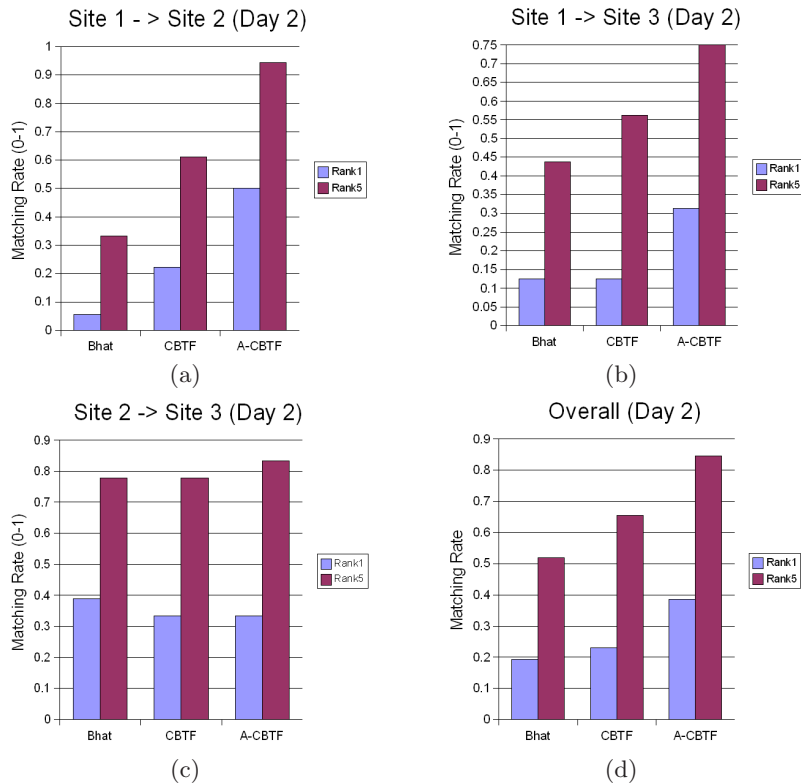 Site 1 - > Site 2 (Day 2)
Matching Rate (0-1)
1
0.9
0.8
0.7
0.6
0.5
0.4
0.3
0.2
0.1
0
Bhat CBTF A-CBTF
Rank1
Rank5
(a)
Site 1 -> Site 3 (Day 2)
Matching Rate (0-1)
0.75
0.65
0.6
0.55
0.5
0.45
0.35
0.3
0.25
0.2
0.15
0.1
0.05
0
Bhat CBTF A-CBTF
Rank1
Rank5
(b)
Site 2 -> Site 3 (Day 2)
Matching Rate (0-1)
0.9
0.8
0.7
0.6
0.5
0.4
0.3
0.2
0.1
0
Bhat CBTF A-CBTF
Rank1
Rank5
(c)
Overall (Day 2)
Matching Rate
0.9
0.8
0.7
0.6
0.5
0.4
0.3
0.2
0.1
0
Bhat CBTF A-CBTF
Rank1
Rank5
(d)